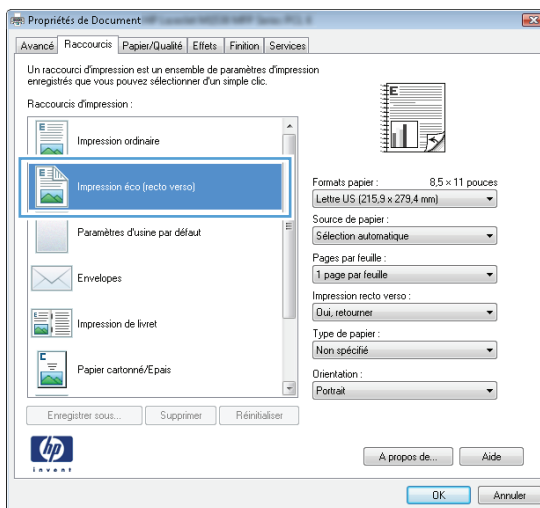 Propriétés de Document
Avancé Raccourcis Papier/Qualité Effets Finition Services
Un raccourci d'impression est un ensemble de paramètres d'impression
enregistrés que vous pouvez sélectionner d'un simple clic.
Raccourcis d'impression :
Impression ordinaire
Impression éco (recto verso)
Paramètres d'usine par défaut
Envelopes
Impression de livret
Papier cartonné/Epais
Enregistrer sous... Supprimer Réinitialiser
E
Formats papier : 8,5 × 11 pouces
Lettre US (215,9 x 279,4 mm)
Source de papier :
Sélection automatique
Pages par feuille :
1 page par feuille
Impression recto verso :
Oui, retourner
Type de papier :
Non spécifié
Orientation :
Portrait
hp
invent
A propos de... Aide
OK Annuler